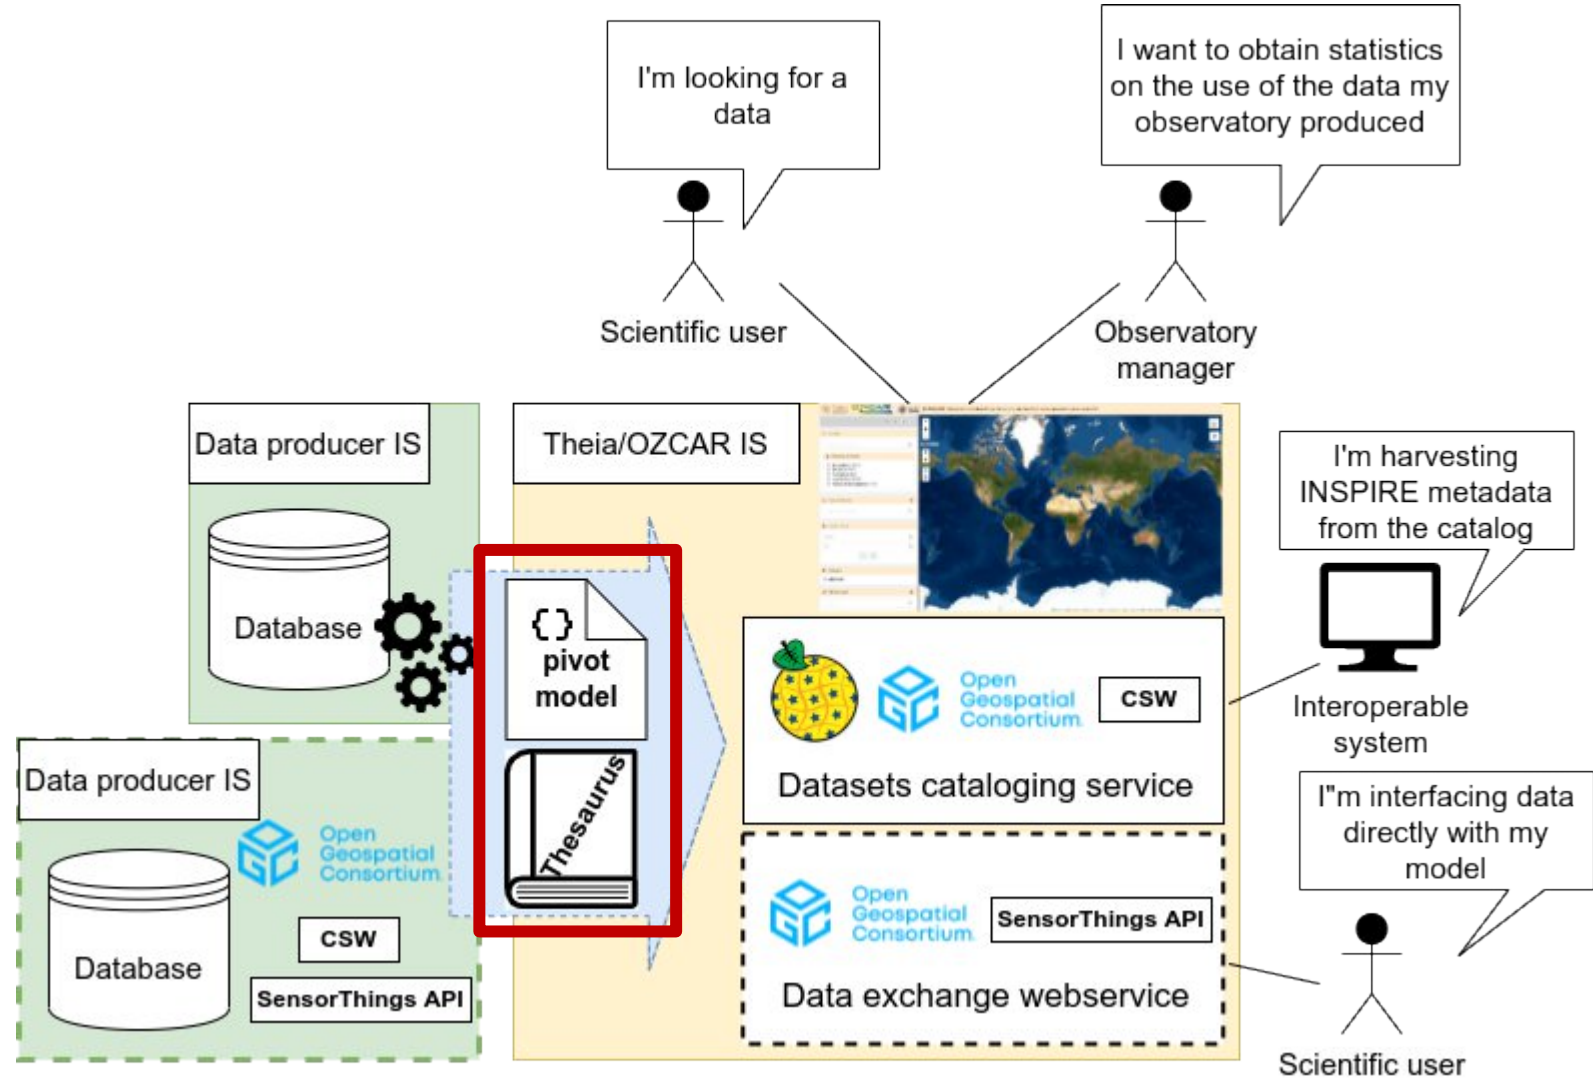 I'm looking for a
data
I want to obtain statistics
on the use of the data my
observatory produced
Scientific user
Observatory
manager
Data producer IS
Theia/OZCAR IS
I'm harvesting
INSPIRE metadata
from the catalog
Database
{}
pivot
model
Open
Geospatial
Consortium
CSW
Datasets cataloging service
Interoperable
system
Data producer IS
Open
Geospatial
Consortium
CSW
SensorThings API
Database
Thesaurus
Open
Geospatial
Consortium
SensorThings API
Data exchange webservice
I"m interfacing data
directly with my
model
Scientific user